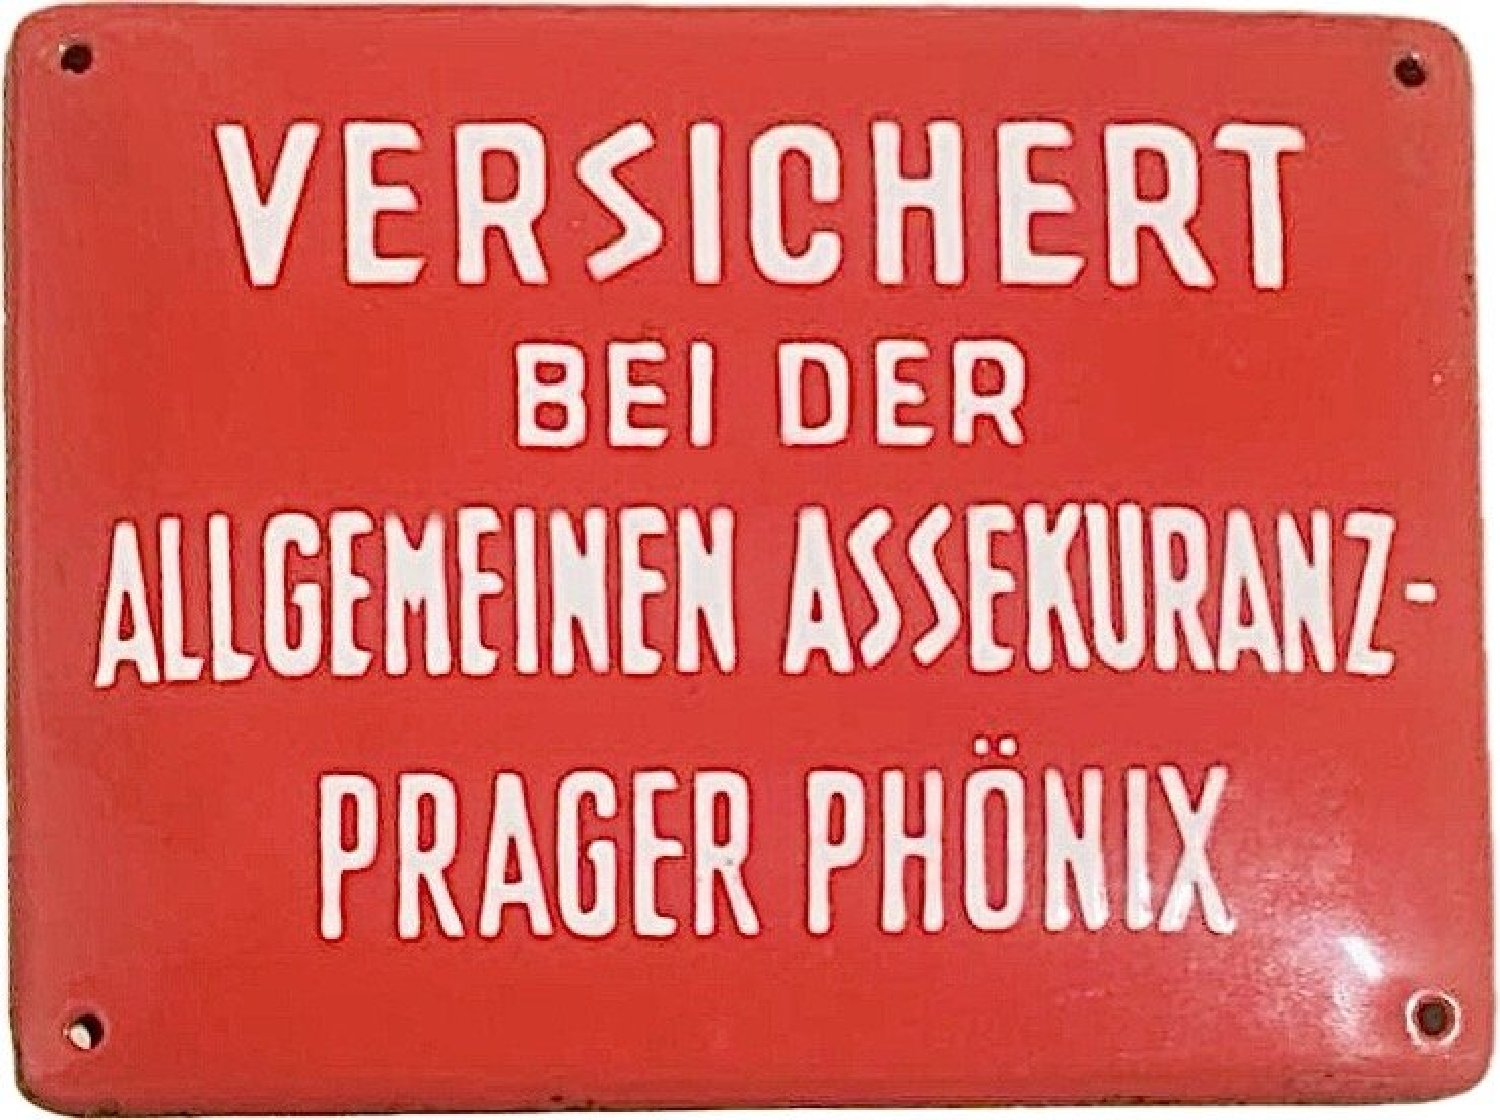 VERSICHERT
BEI DER
ALLGEMEINEN ASSEKURANZ-
PRAGER PHÖNIX